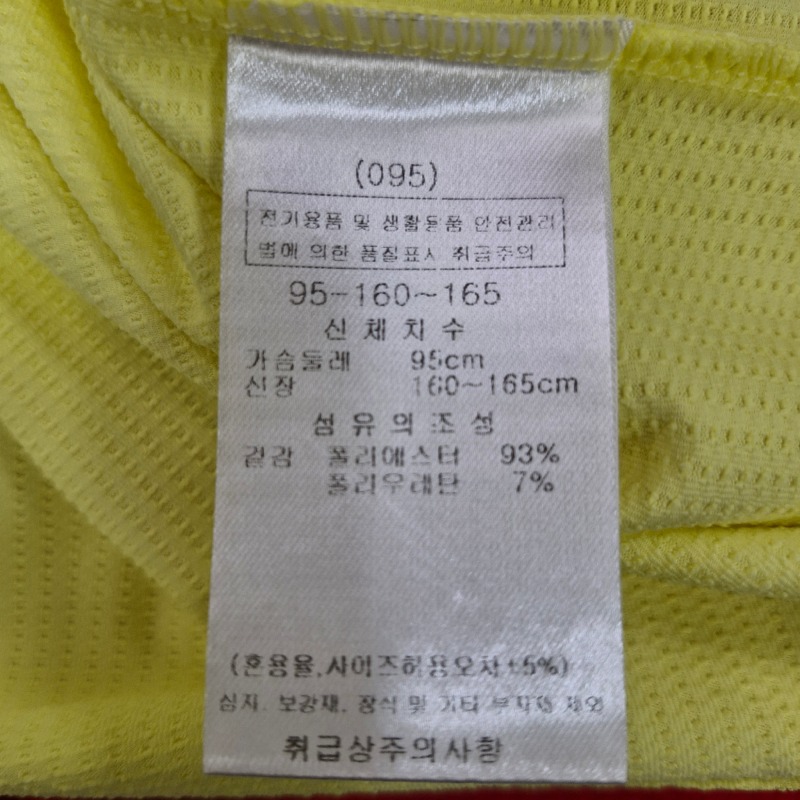 (095)
전기용품 및 생활용품 안전관리
법에 의한 품질표시 취급주의
95-160~165
신체치수
가슴둘레 95cm
신장 160~165cm
섬유의조성
겉감 폴리에스터 93%
폴리우레탄 7%
(혼용율,사이즈허용오차±5%)
심지, 보강재, 장식 및 기타 부자재 제외
취급상주의사항